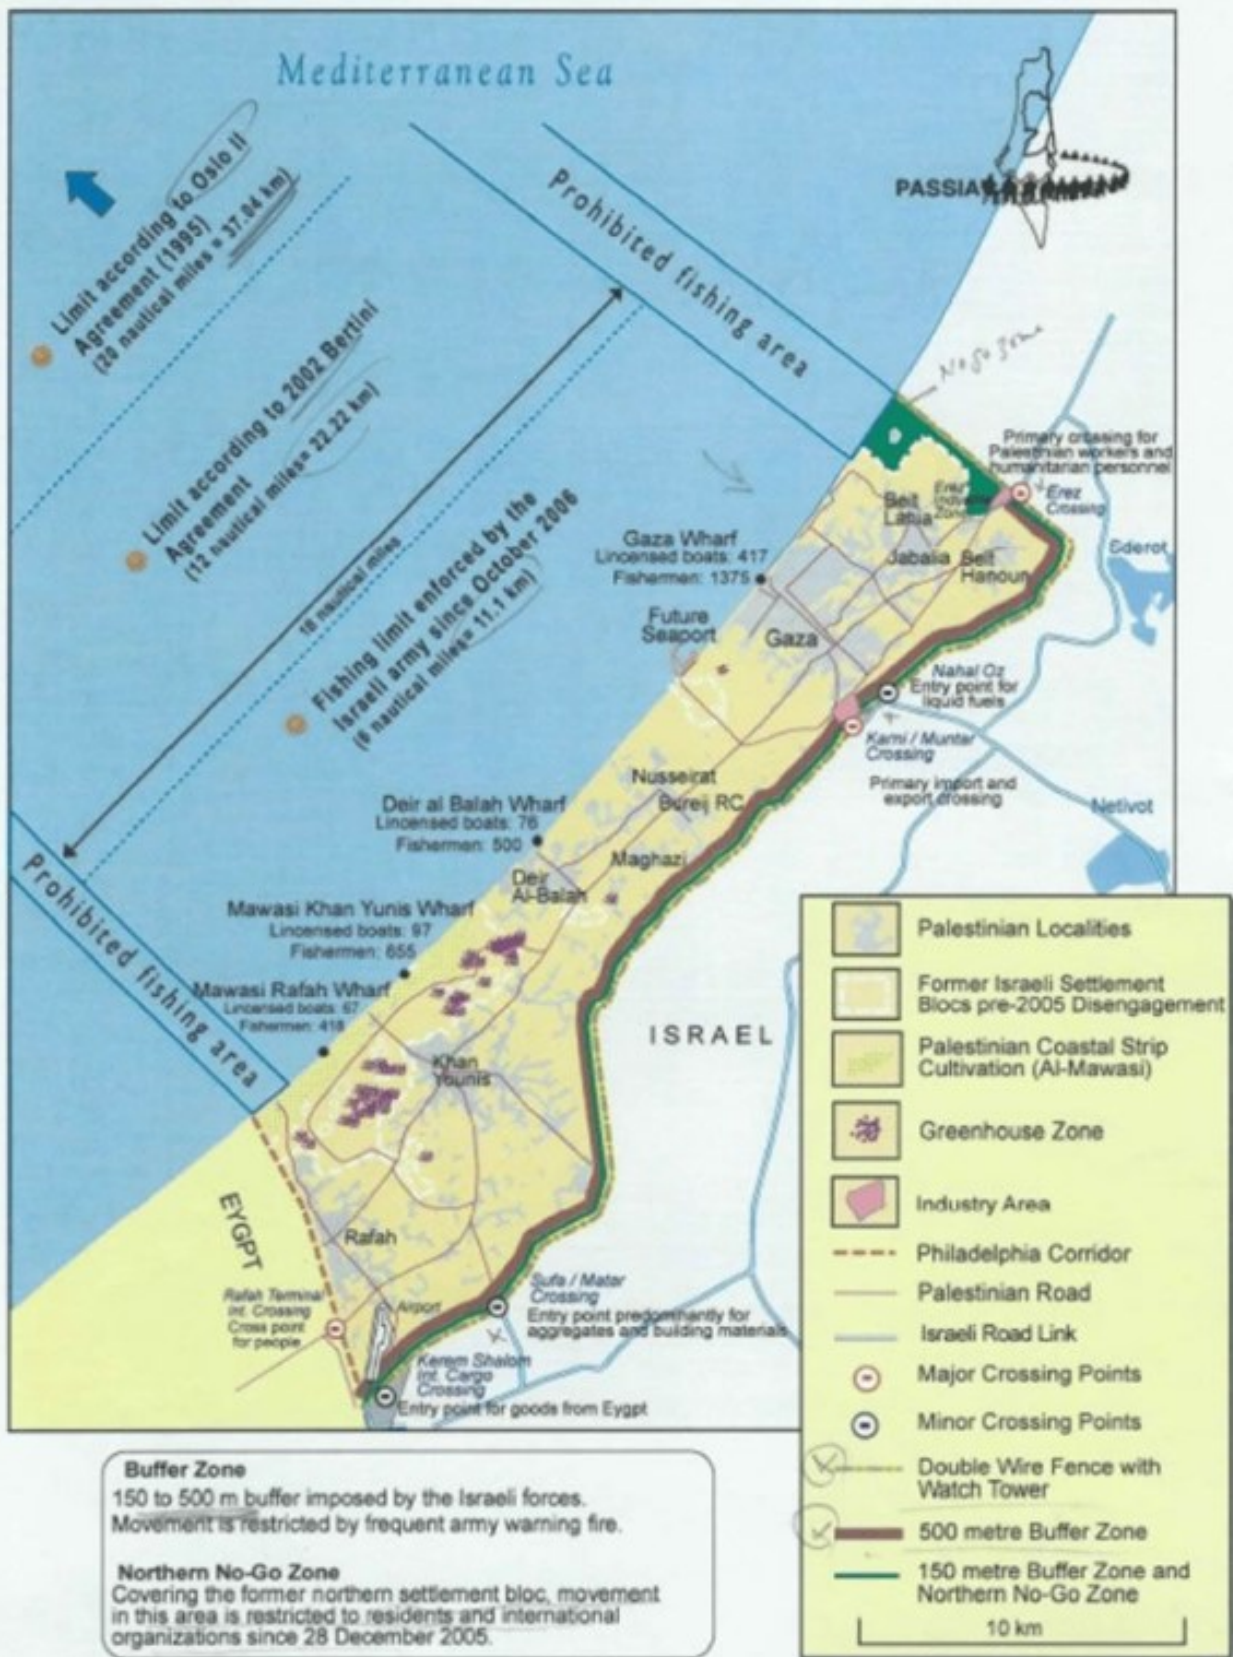 Mediterranean Sea
PASSIA
Limit according to Oslo II
Agreement (1995)
(20 nautical miles = 37.04 km)
Prohibited fishing area
No go zone
Limit according to 2002 Bertini
Agreement
(12 nautical miles= 22.22 km)
18 nautical miles
Fishing limit enforced by the
Israeli army since October 2006
(6 nautical miles= 11.1 km)
Primary crossing for
Palestinian workers and
humanitarian personnel
Erez
Crossing
Erez
Industrial
Zone
Beit
Lahia
Jabalia
Beit
Hanoun
Sderot
Gaza Wharf
Lincensed boats: 417
Fishermen: 1375
Future
Seaport
Gaza
Nahal Oz
Entry point for
liquid fuels
Karni / Muntar
Crossing
Primary import and
export crossing
Netivot
Nusseirat
Bureij RC
Maghazi
Deir al Balah Wharf
Lincensed boats: 76
Fishermen: 500
Deir
Al-Balah
Mawasi Khan Yunis Wharf
Lincensed boats: 97
Fishermen: 655
Mawasi Rafah Wharf
Lincensed boats: 67
Fishermen: 418
Prohibited fishing area
Khan
Younis
ISRAEL
EYGPT
Rafah
Rafah Terminal
Int. Crossing
Cross point
for people
Airport
Sufa / Matar
Crossing
Entry point predominantly for
aggregates and building materials
Kerem Shalom
Int. Cargo
Crossing
Entry point for goods from Eygpt
Palestinian Localities
Former Israeli Settlement
Blocs pre-2005 Disengagement
Palestinian Coastal Strip
Cultivation (Al-Mawasi)
Greenhouse Zone
Industry Area
Philadelphia Corridor
Palestinian Road
Israeli Road Link
Major Crossing Points
Minor Crossing Points
Double Wire Fence with
Watch Tower
500 metre Buffer Zone
150 metre Buffer Zone and
Northern No-Go Zone
10 km
Buffer Zone
150 to 500 m buffer imposed by the Israeli forces.
Movement is restricted by frequent army warning fire.
Northern No-Go Zone
Covering the former northern settlement bloc, movement
in this area is restricted to residents and international
organizations since 28 December 2005.